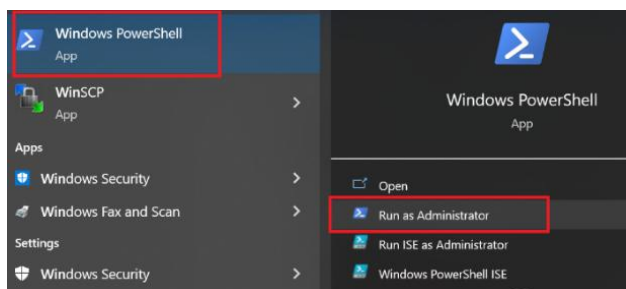 Windows PowerShell
App
WinSCP
App
Apps
Windows Security
Windows Fax and Scan
Settings
Windows Security
Windows PowerShell
App
Open
Run as Administrator
Run ISE as Administrator
Windows PowerShell ISE